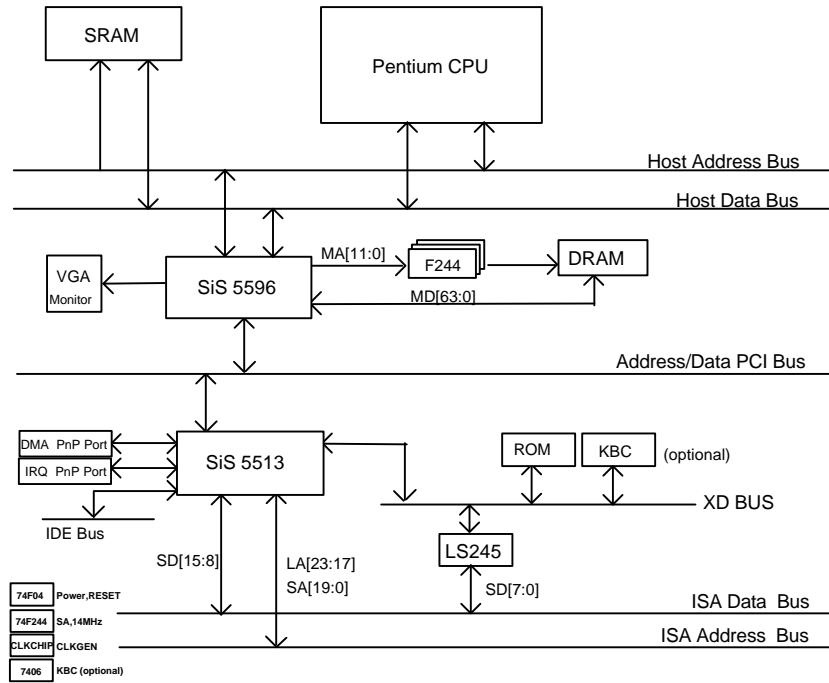 SRAM
Pentium CPU
Host Address Bus
Host Data Bus
VGA
Monitor
SiS 5596
MA[11:0]
F244
DRAM
MD[63:0]
Address/Data PCI Bus
DMA PnP Port
IRQ PnP Port
SiS 5513
ROM
KBC
(optional)
XD BUS
IDE Bus
LS245
SD[15:8]
LA[23:17]
SA[19:0]
SD[7:0]
74F04 Power,RESET
74F244 SA,14MHz
CLKCHIP CLKGEN
7406 KBC (optional)
ISA Data Bus
ISA Address Bus